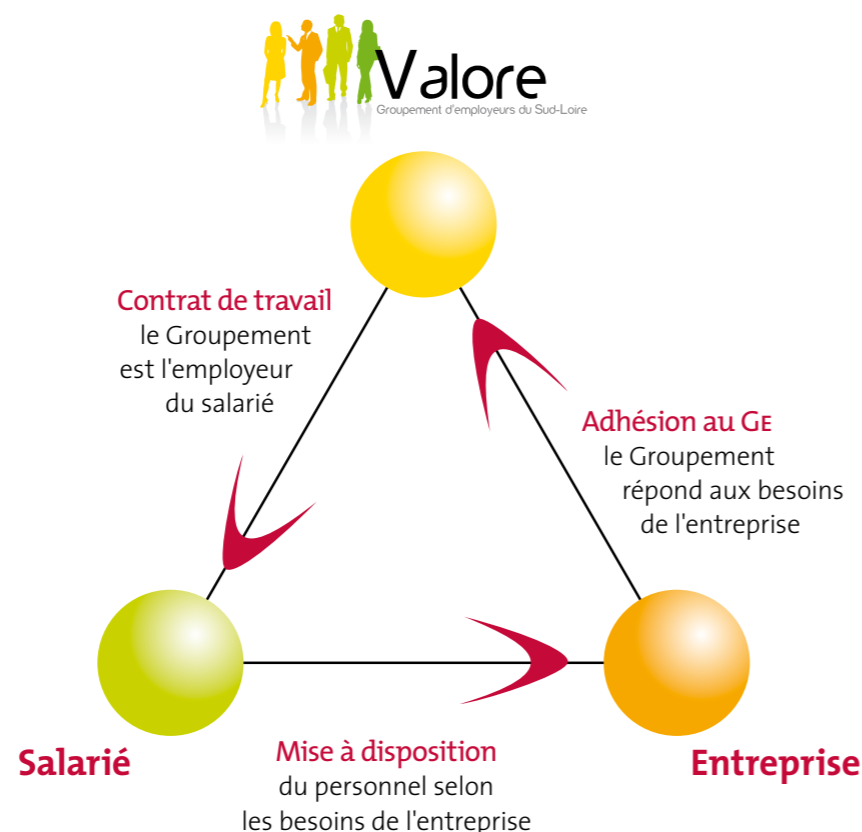 Valore
Groupement d'employeurs du Sud-Loire
Contrat de travail
le Groupement
est l'employeur
du salarié
Adhésion au GE
le Groupement
répond aux besoins
de l'entreprise
Salarié
Mise à disposition
du personnel selon
les besoins de l'entreprise
Entreprise